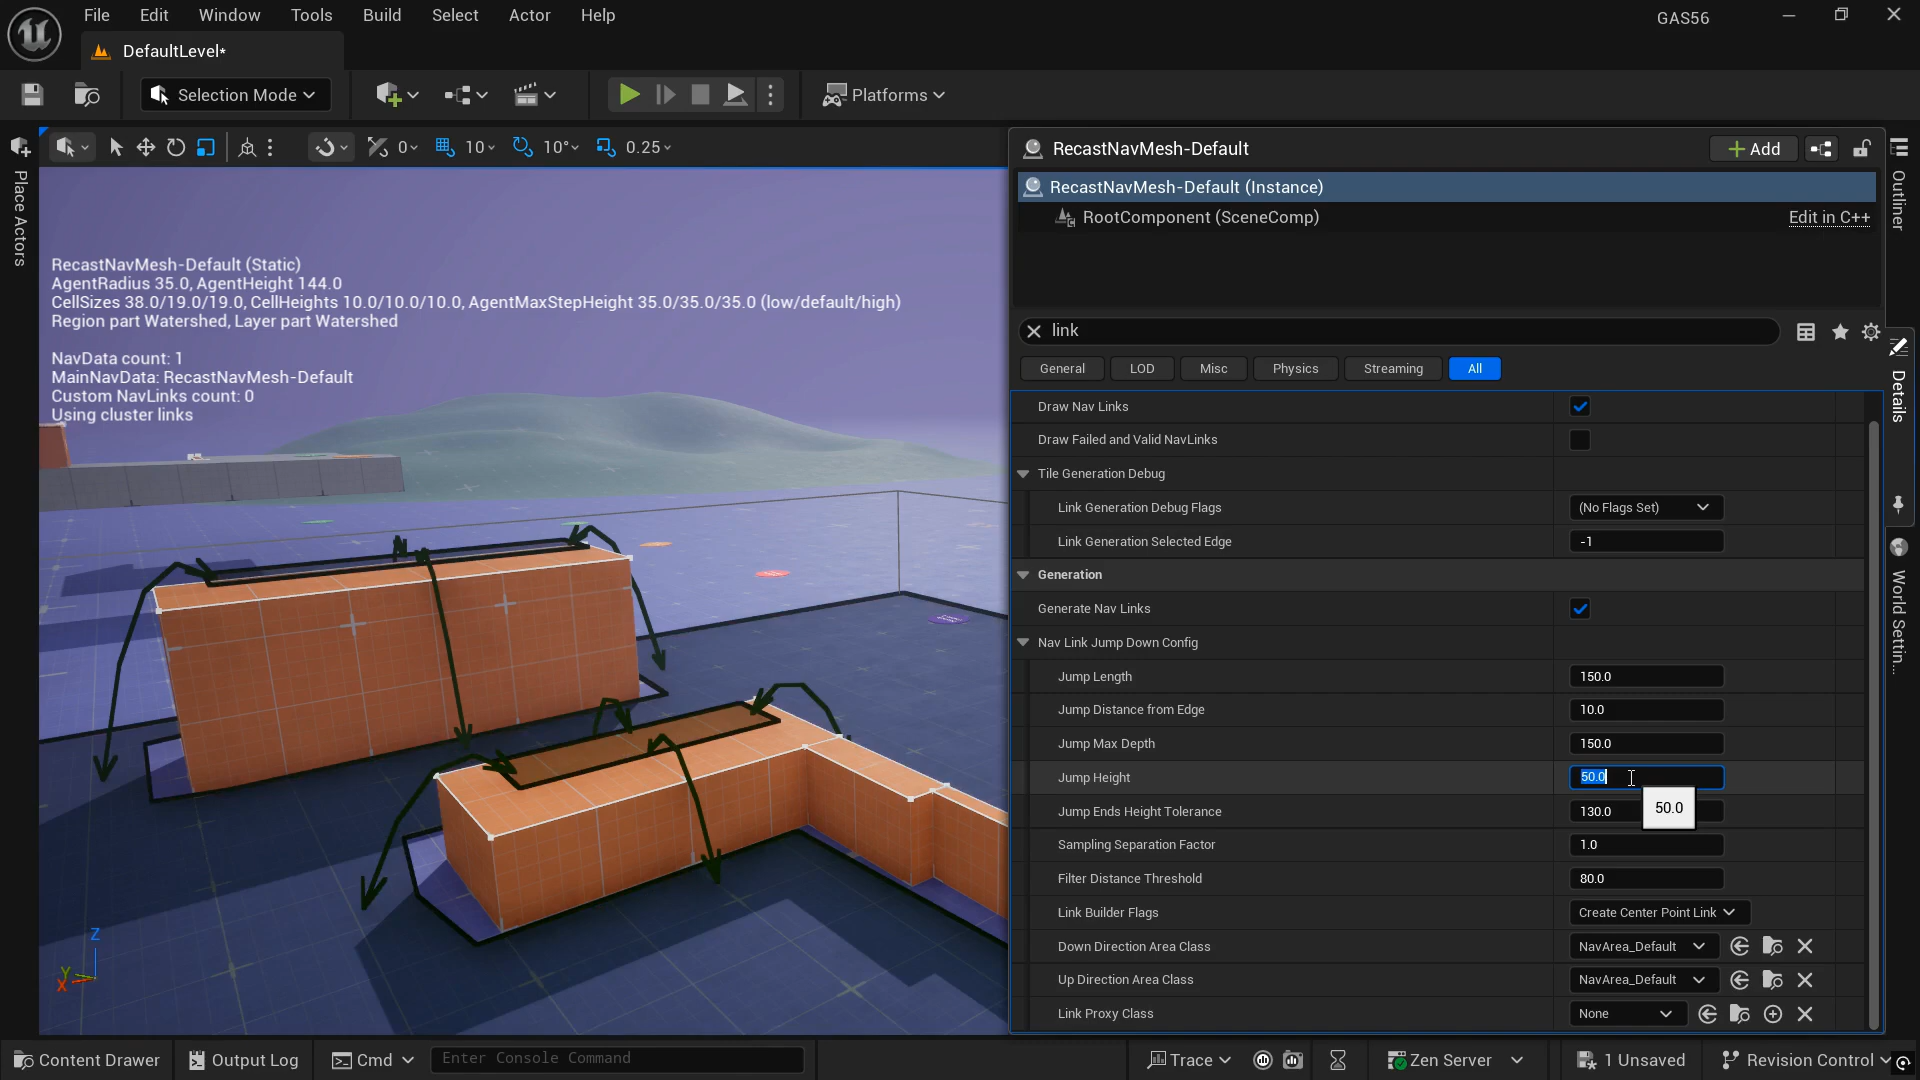 File Edit Window Tools Build Select Actor Help
GAS56
DefaultLevel*
Selection Mode
Platforms
0
10
10°
0.25
Place Actors
RecastNavMesh-Default (Static)
AgentRadius 35.0, AgentHeight 144.0
CellSizes 38.0/19.0/19.0, CellHeights 10.0/10.0/10.0, AgentMaxStepHeight 35.0/35.0/35.0 (low/default/high)
Region part Watershed, Layer part Watershed
NavData count: 1
MainNavData: RecastNavMesh-Default
Custom NavLinks count: 0
Using cluster links
Z
Y
X
RecastNavMesh-Default
Add
RecastNavMesh-Default (Instance)
RootComponent (SceneComp)
Edit in C++
link
General LOD Misc Physics Streaming All
Draw Nav Links
Draw Failed and Valid NavLinks
Tile Generation Debug
Link Generation Debug Flags (No Flags Set)
Link Generation Selected Edge -1
Generation
Generate Nav Links
Nav Link Jump Down Config
Jump Length 150.0
Jump Distance from Edge 10.0
Jump Max Depth 150.0
Jump Height 50.0
50.0
Jump Ends Height Tolerance 130.0
Sampling Separation Factor 1.0
Filter Distance Threshold 80.0
Link Builder Flags Create Center Point Link
Down Direction Area Class NavArea_Default
Up Direction Area Class NavArea_Default
Link Proxy Class None
Outliner
Details
World Settin...
Content Drawer
Output Log
Cmd
Enter Console Command
Trace
Zen Server
1 Unsaved
Revision Control